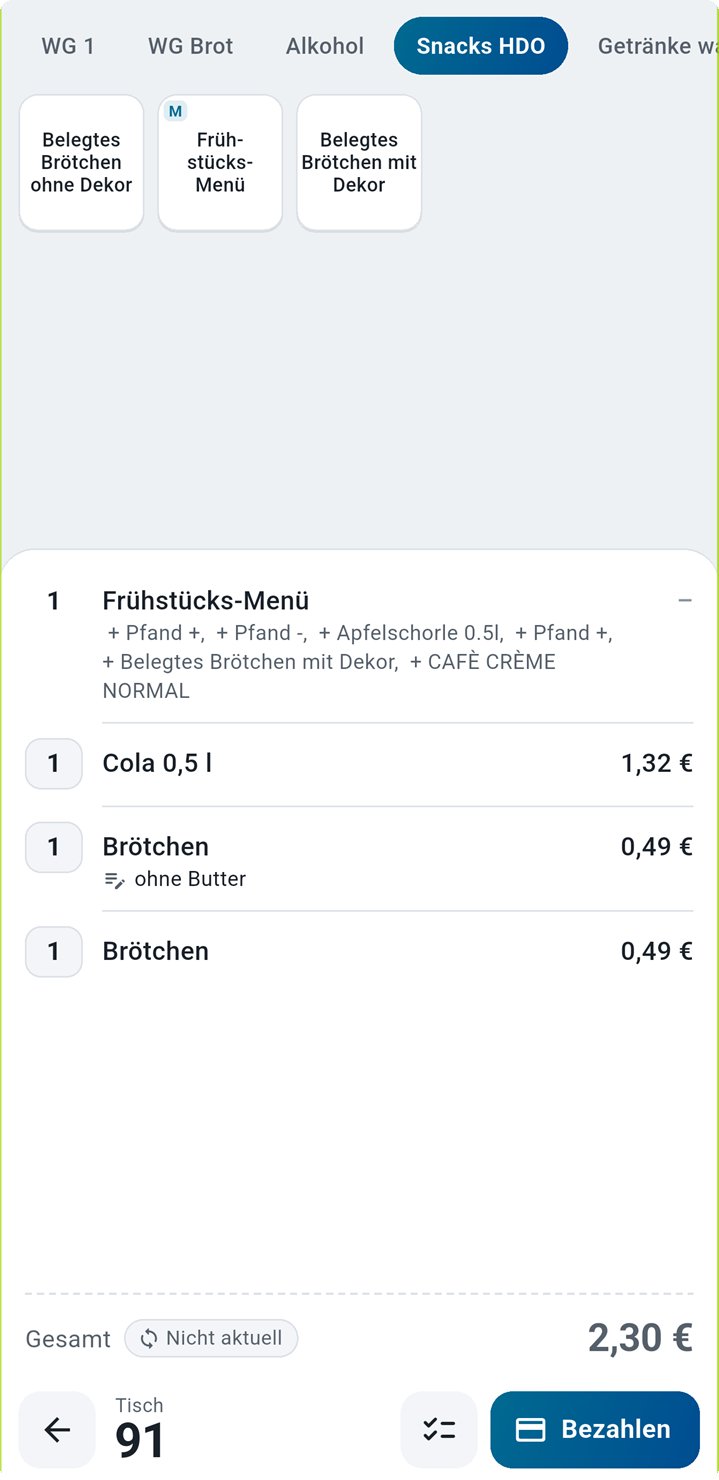 WG 1 WG Brot Alkohol Snacks HDO Getränke wa
Belegtes
Brötchen
ohne Dekor
M
Früh-
stücks-
Menü
Belegtes
Brötchen mit
Dekor
1 Frühstücks-Menü –
+ Pfand +, + Pfand -, + Apfelschorle 0.5l, + Pfand +,
+ Belegtes Brötchen mit Dekor, + CAFÈ CRÈME
NORMAL
1 Cola 0,5 l 1,32 €
1 Brötchen 0,49 €
ohne Butter
1 Brötchen 0,49 €
Gesamt Nicht aktuell 2,30 €
Tisch
91
Bezahlen